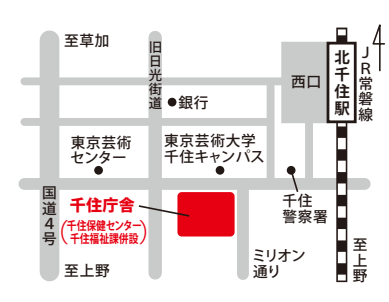 至草加
旧日光街道
●銀行
西口
北千住駅
JR常磐線
東京芸術
センター
東京芸術大学
千住キャンパス
国道4号
千住庁舎
(千住保健センター
千住福祉課併設)
千住
警察署
ミリオン
通り
至上野
至上野